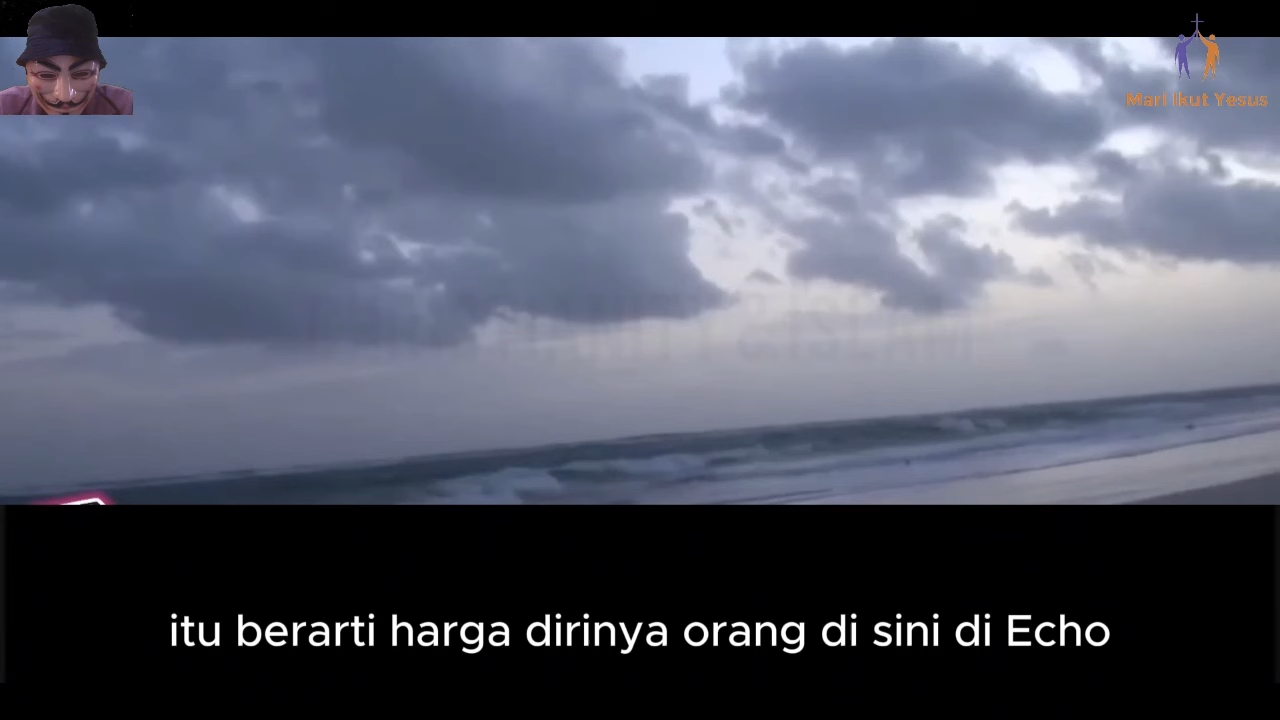 Mari Ikut Yesus
itu berarti harga dirinya orang di sini di Echo